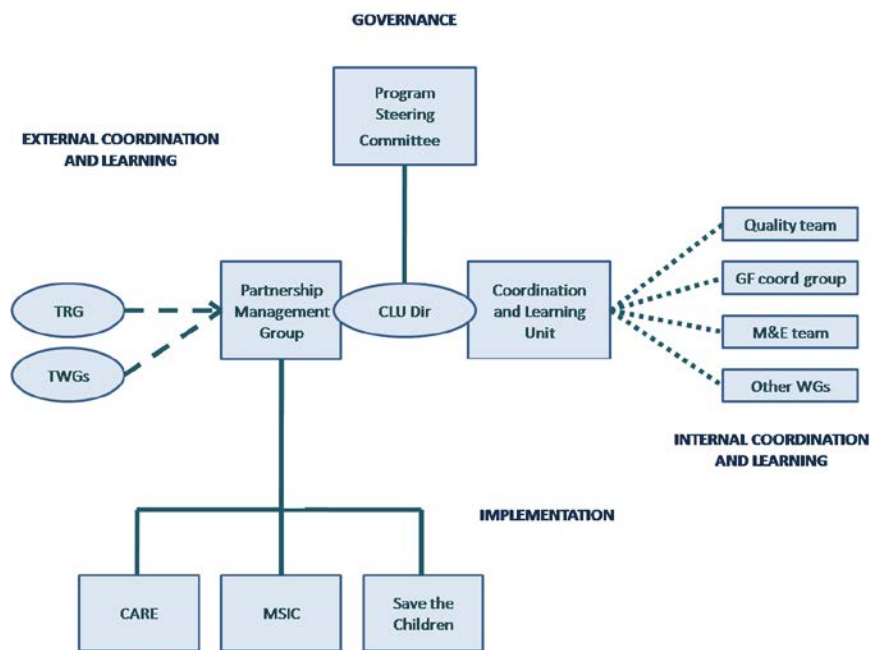 GOVERNANCE
Program
Steering
Committee
EXTERNAL COORDINATION
AND LEARNING
Quality team
GF coord group
M&E team
Other WGs
TRG
TWGs
Partnership
Management
Group
CLU Dir
Coordination
and Learning
Unit
INTERNAL COORDINATION
AND LEARNING
IMPLEMENTATION
CARE
MSIC
Save the
Children